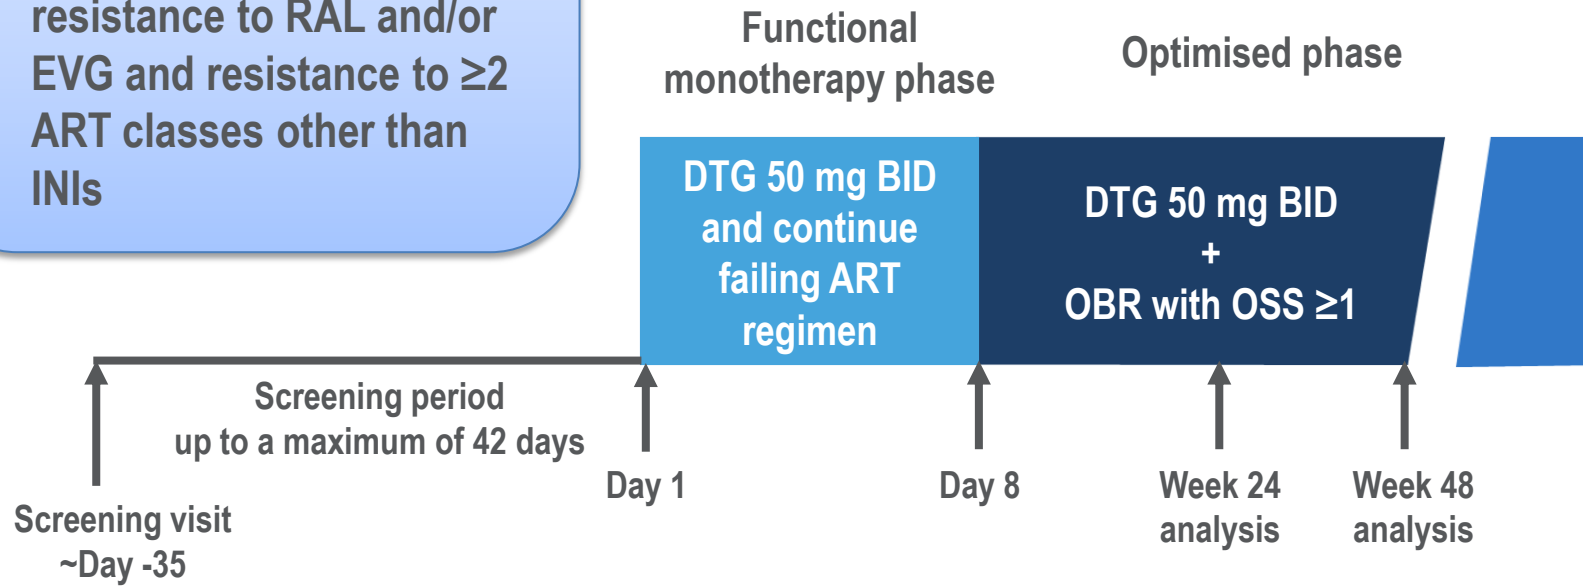 resistance to RAL and/or
EVG and resistance to ≥2
ART classes other than
INIs
Functional
monotherapy phase
Optimised phase
DTG 50 mg BID
and continue
failing ART
regimen
DTG 50 mg BID
+
OBR with OSS ≥1
Screening period
up to a maximum of 42 days
Screening visit
~Day -35
Day 1
Day 8
Week 24
analysis
Week 48
analysis